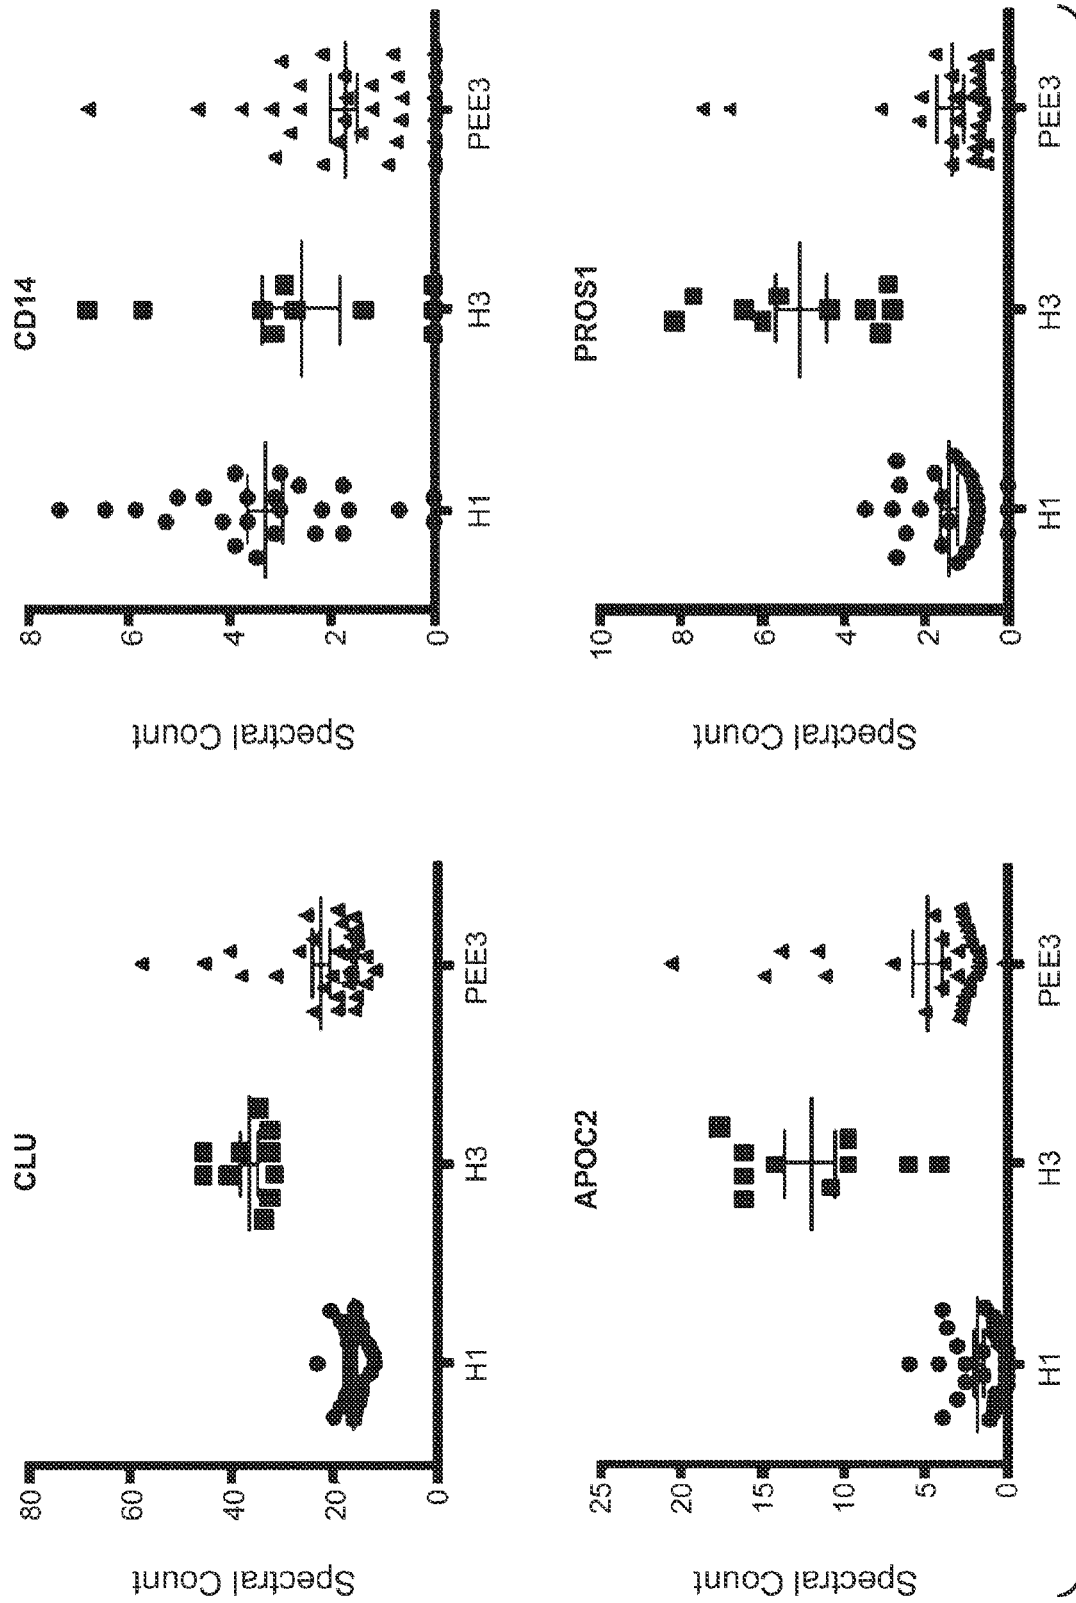 CLU
Spectral Count
80
60
40
20
0
H1
H3
PEE3
CD14
Spectral Count
8
6
4
2
0
H1
H3
PEE3
APOC2
Spectral Count
25
20
15
10
5
0
H1
H3
PEE3
PROS1
Spectral Count
10
8
6
4
2
0
H1
H3
PEE3